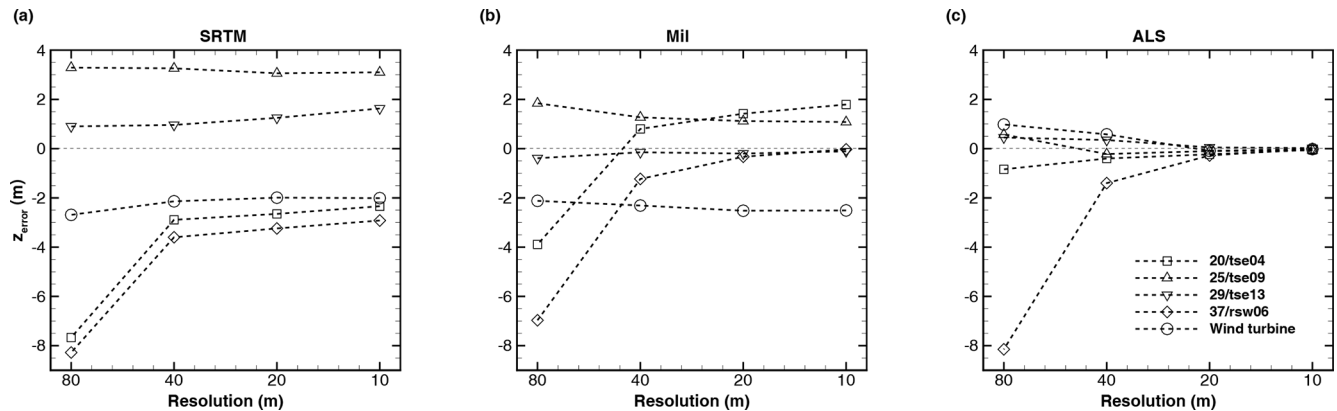 (a)
SRTM
4
2
0
-2
-4
-6
-8
z_error (m)
80 40 20 10
Resolution (m)
(b)
Mil
4
2
0
-2
-4
-6
-8
80 40 20 10
Resolution (m)
(c)
ALS
4
2
0
-2
-4
-6
-8
20/tse04
25/tse09
29/tse13
37/rsw06
Wind turbine
80 40 20 10
Resolution (m)